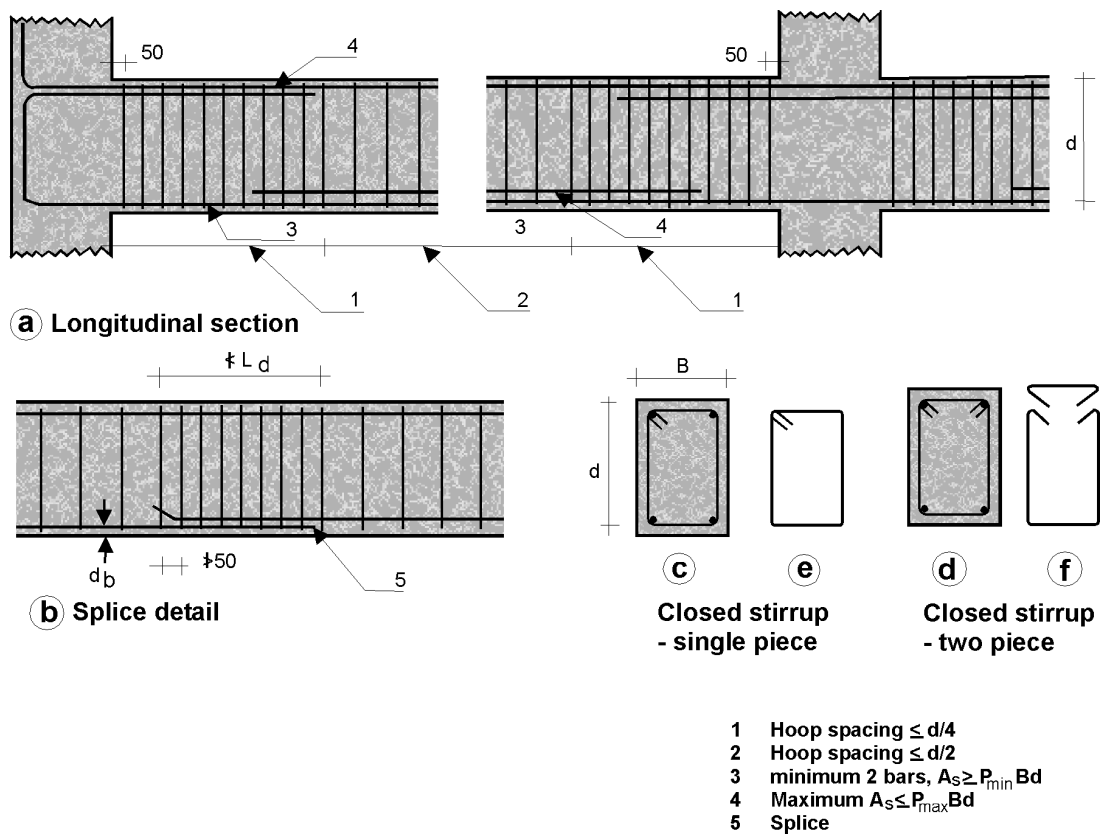 50
4
50
d
3
3
4
1
2
1
a Longitudinal section
≮ L d
B
d
d b
≯50
5
b Splice detail
c
e
d
f
Closed stirrup
- single piece
Closed stirrup
- two piece
1 Hoop spacing ≤ d/4
2 Hoop spacing ≤ d/2
3 minimum 2 bars, As≥Pmin Bd
4 Maximum As≤PmaxBd
5 Splice